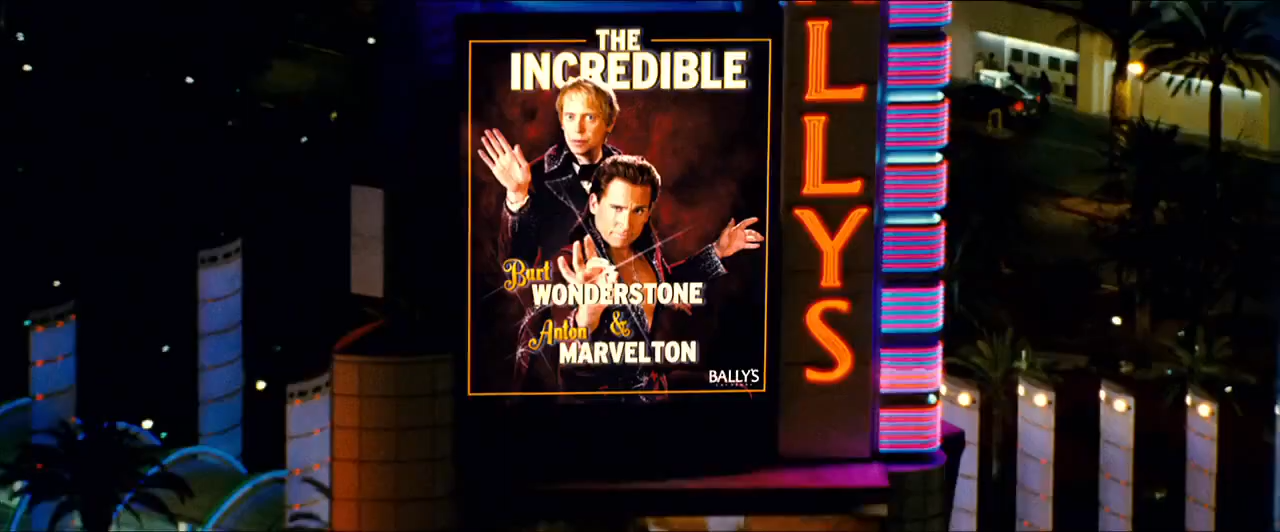 THE
INCREDIBLE
Burt
WONDERSTONE
&
Anton
MARVELTON
BALLY'S
LLYS